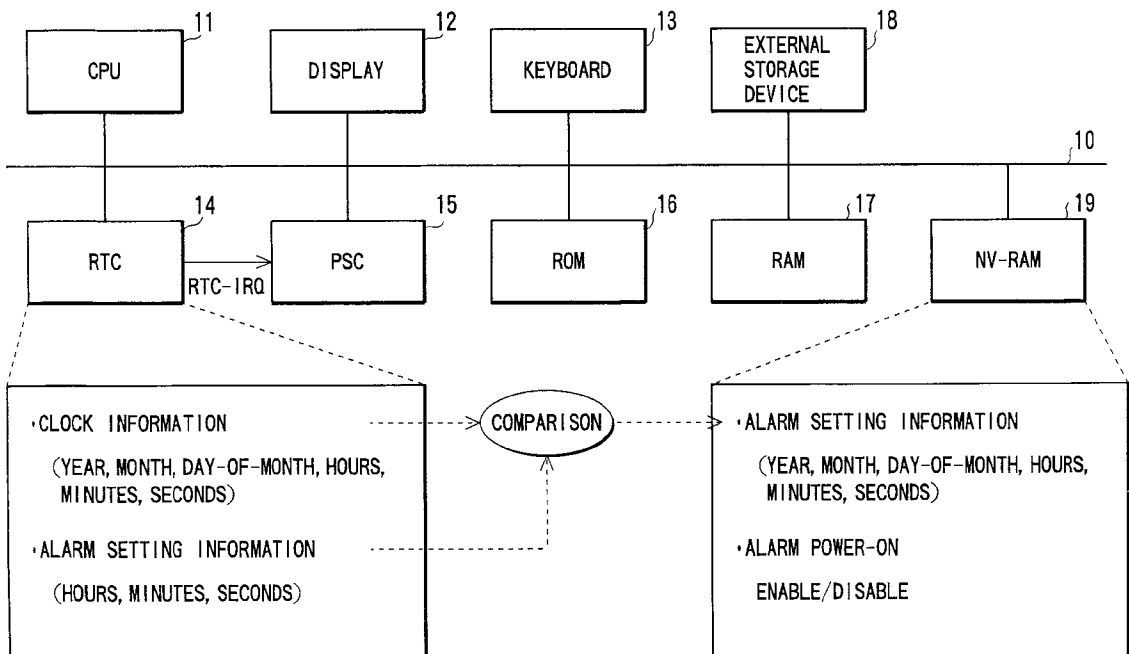 11
CPU
12
DISPLAY
13
KEYBOARD
18
EXTERNAL
STORAGE
DEVICE
10
14
RTC
RTC-IRQ
15
PSC
16
ROM
17
RAM
19
NV-RAM
・CLOCK INFORMATION
(YEAR, MONTH, DAY-OF-MONTH, HOURS,
MINUTES, SECONDS)
・ALARM SETTING INFORMATION
(HOURS, MINUTES, SECONDS)
COMPARISON
・ALARM SETTING INFORMATION
(YEAR, MONTH, DAY-OF-MONTH, HOURS,
MINUTES, SECONDS)
・ALARM POWER-ON
ENABLE/DISABLE